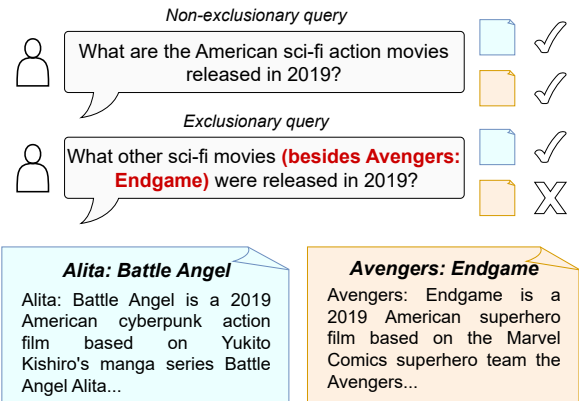 Non-exclusionary query
What are the American sci-fi action movies
released in 2019?
Exclusionary query
What other sci-fi movies (besides Avengers:
Endgame) were released in 2019?
Alita: Battle Angel
Alita: Battle Angel is a 2019
American cyberpunk action
film based on Yukito
Kishiro's manga series Battle
Angel Alita...
Avengers: Endgame
Avengers: Endgame is a
2019 American superhero
film based on the Marvel
Comics superhero team the
Avengers...